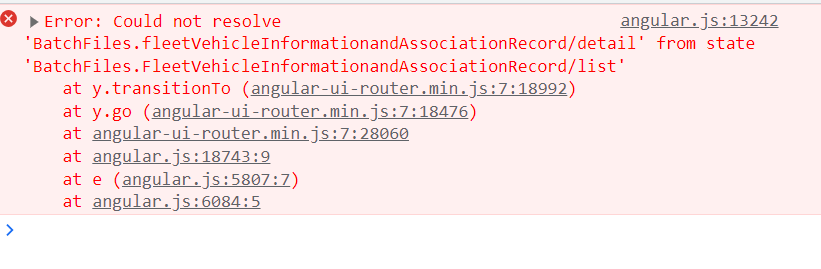 Error: Could not resolve angular.js:13242
'BatchFiles.fleetVehicleInformationandAssociationRecord/detail' from state
'BatchFiles.FleetVehicleInformationandAssociationRecord/list'
at y.transitionTo (angular-ui-router.min.js:7:18992)
at y.go (angular-ui-router.min.js:7:18476)
at angular-ui-router.min.js:7:28060
at angular.js:18743:9
at e (angular.js:5807:7)
at angular.js:6084:5